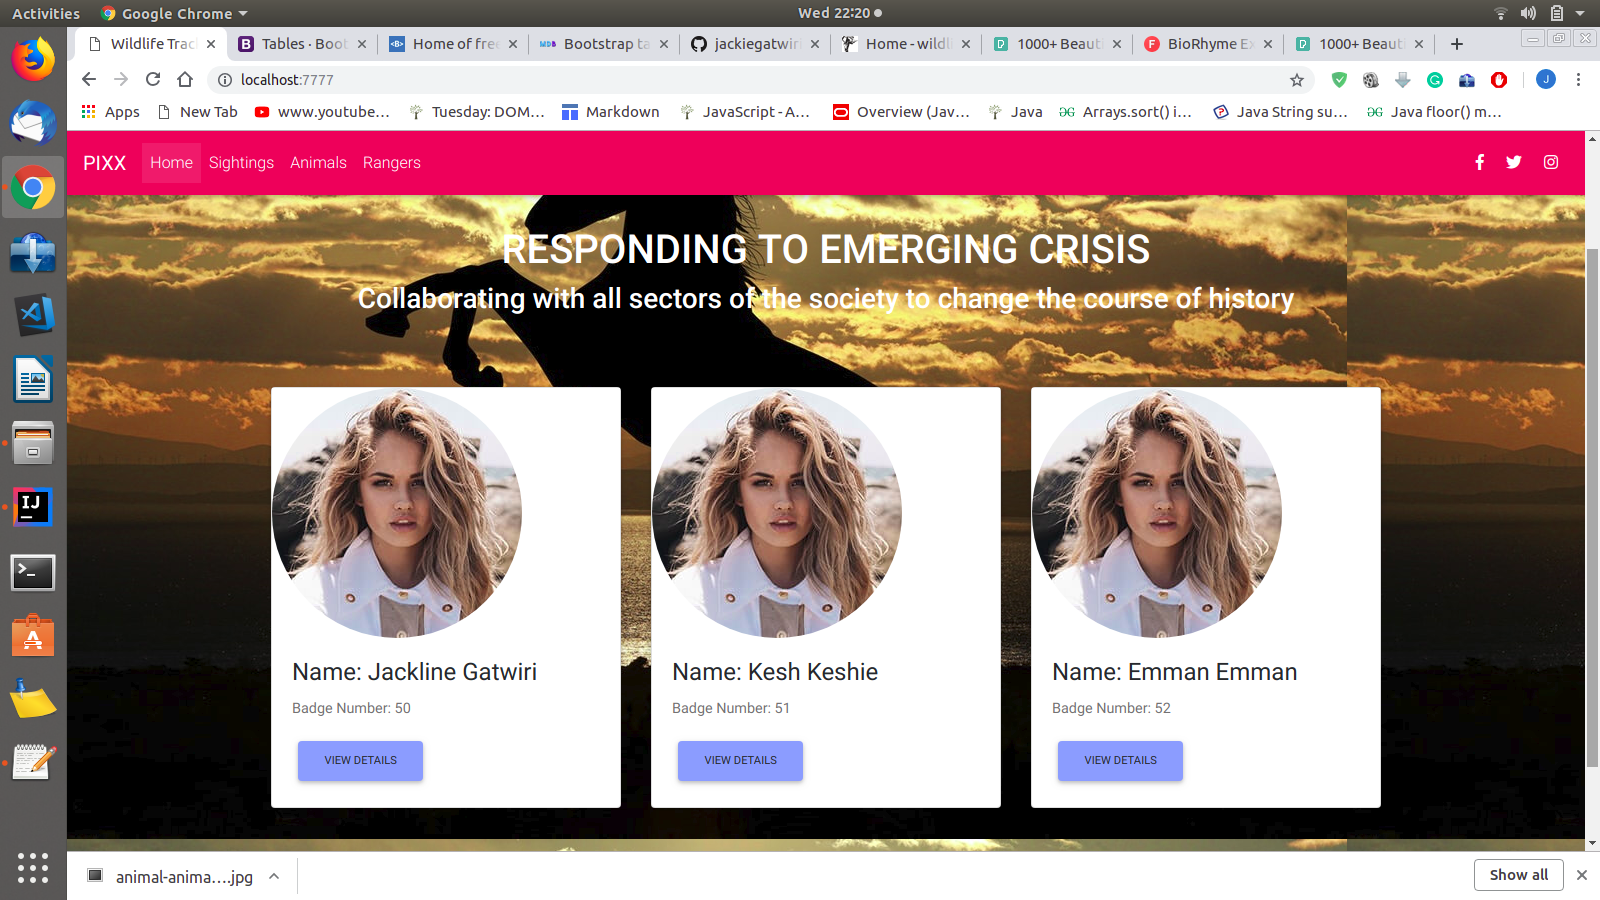 Activities Google Chrome Wed 22:20
Wildlife Trac Tables · Boot Home of free Bootstrap ta jackiegatwiri Home - wildl 1000+ Beauti BioRhyme Ex 1000+ Beauti
localhost:7777 J
Apps New Tab www.youtube... Tuesday: DOM... Markdown JavaScript - A... Overview (Jav... Java Arrays.sort() i... Java String su... Java floor() m...
PIXX Home Sightings Animals Rangers
RESPONDING TO EMERGING CRISIS
Collaborating with all sectors of the society to change the course of history
Name: Jackline Gatwiri
Badge Number: 50
VIEW DETAILS
Name: Kesh Keshie
Badge Number: 51
VIEW DETAILS
Name: Emman Emman
Badge Number: 52
VIEW DETAILS
animal-anima....jpg Show all